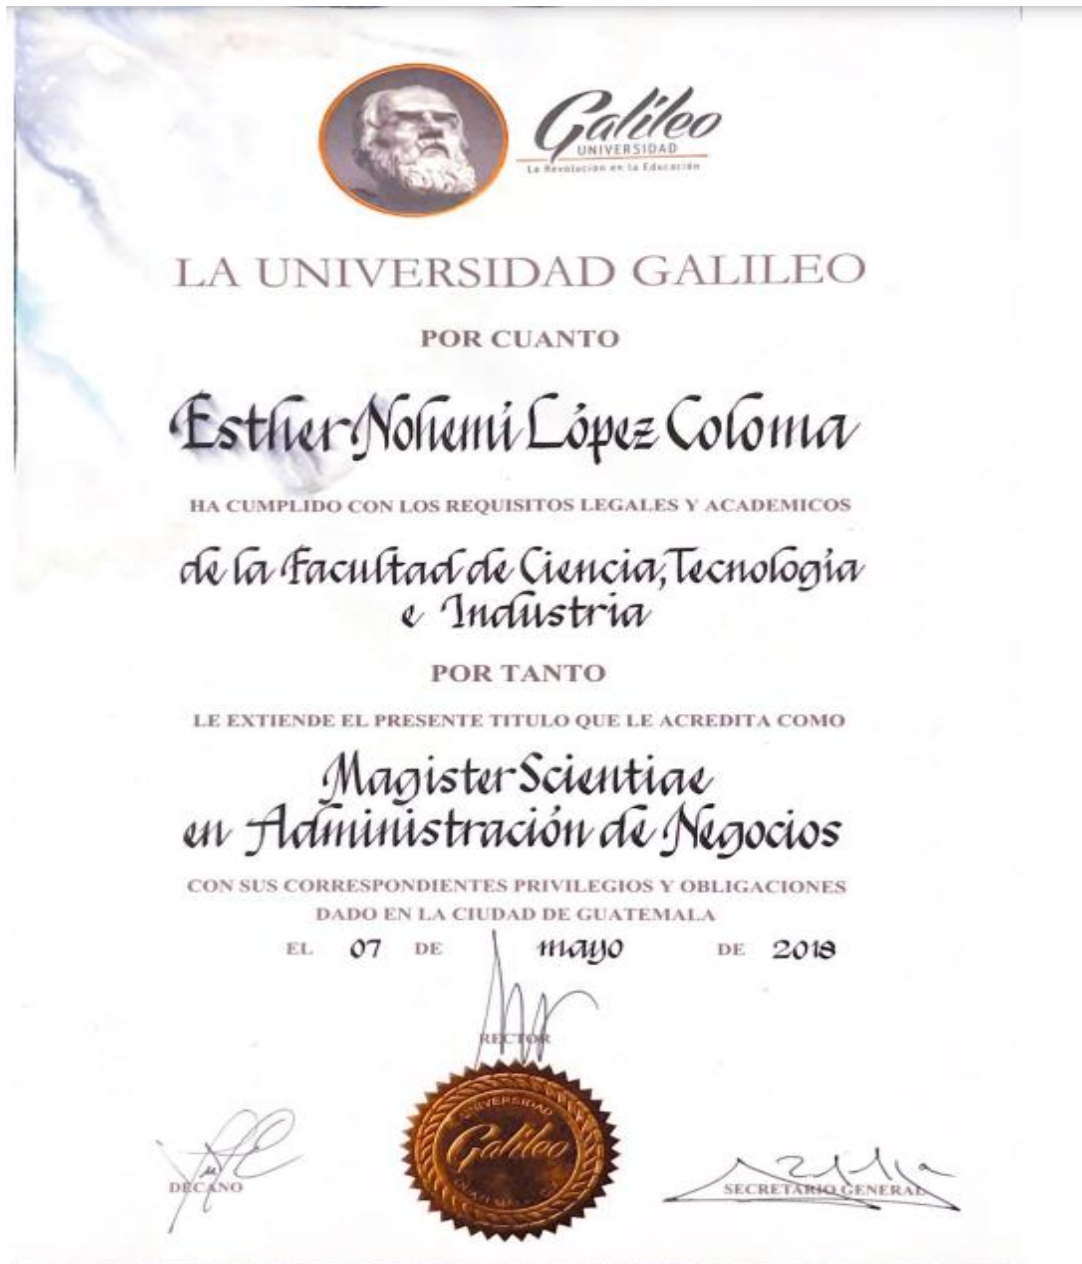 Galileo
UNIVERSIDAD
La Revolución en la Educación
LA UNIVERSIDAD GALILEO
POR CUANTO
Esther Nohemí López Coloma
HA CUMPLIDO CON LOS REQUISITOS LEGALES Y ACADEMICOS
de la Facultad de Ciencia, Tecnología
e Industria
POR TANTO
LE EXTIENDE EL PRESENTE TITULO QUE LE ACREDITA COMO
Magister Scientiae
en Administración de Negocios
CON SUS CORRESPONDIENTES PRIVILEGIOS Y OBLIGACIONES
DADO EN LA CIUDAD DE GUATEMALA
EL 07 DE mayo DE 2018
RECTOR
UNIVERSIDAD
Galileo
DECANO
SECRETARIO GENERAL